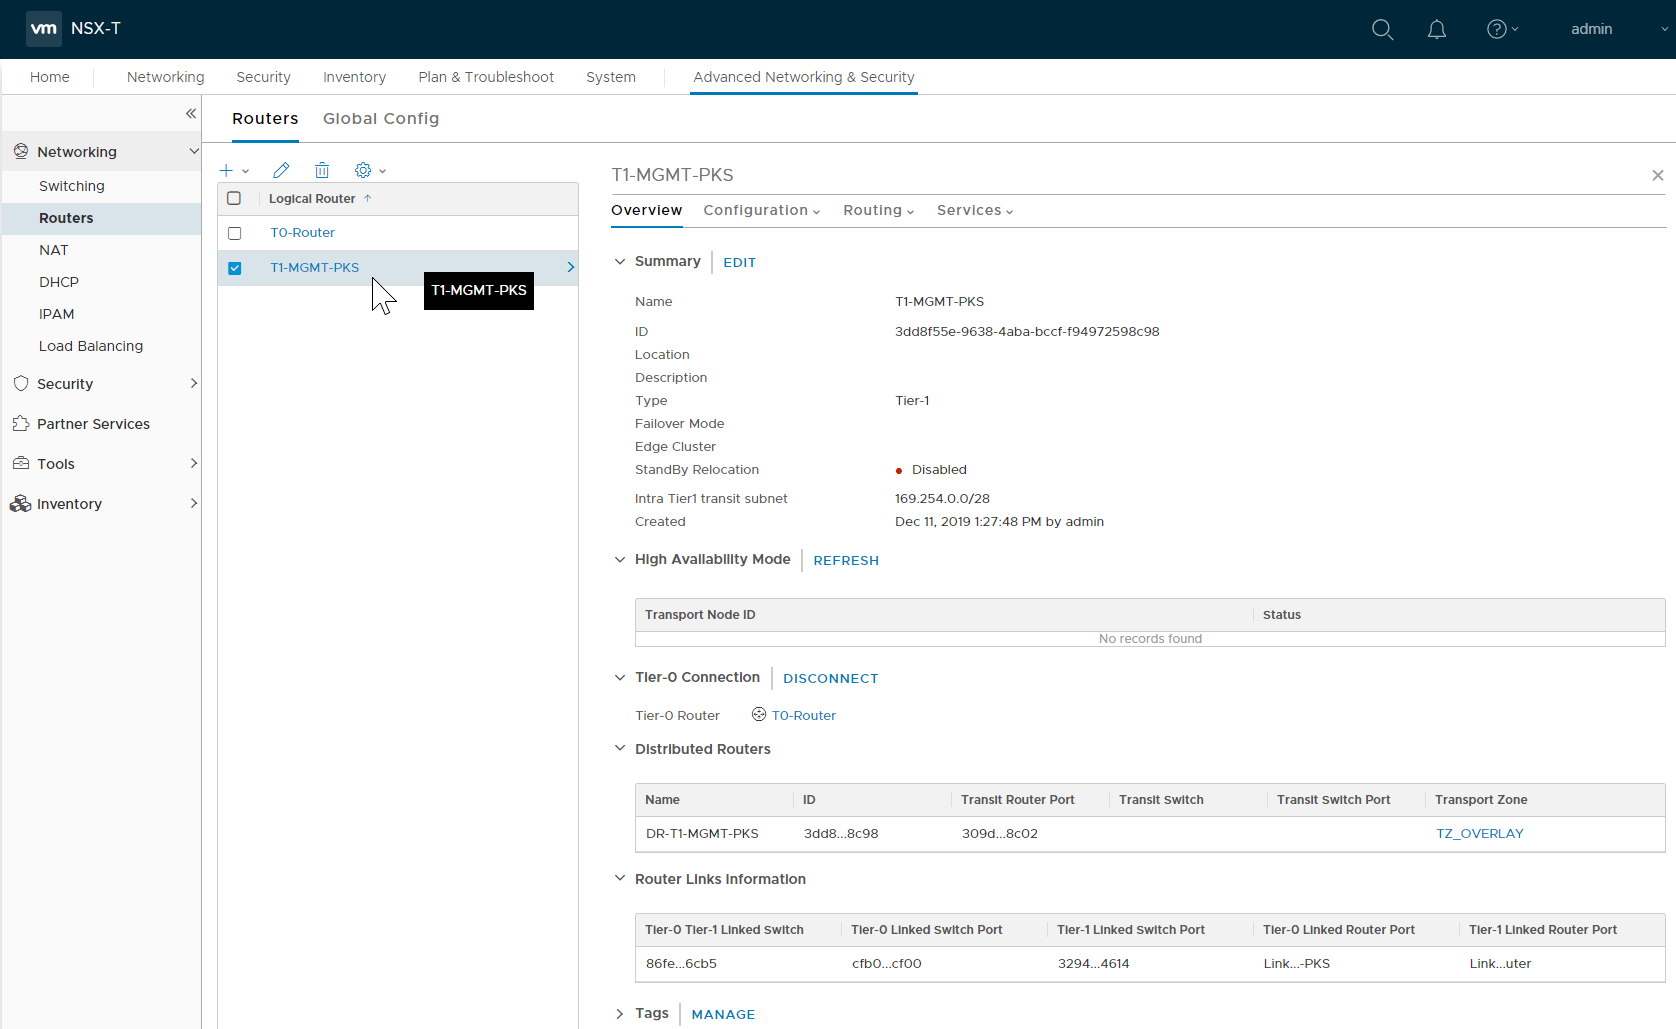 vm NSX-T
admin
Home Networking Security Inventory Plan & Troubleshoot System Advanced Networking & Security
Routers Global Config
Networking
Switching
Routers
NAT
DHCP
IPAM
Load Balancing
Security
Partner Services
Tools
Inventory
Logical Router
T0-Router
T1-MGMT-PKS
T1-MGMT-PKS
T1-MGMT-PKS
Overview Configuration Routing Services
Summary EDIT
Name T1-MGMT-PKS
ID 3dd8f55e-9638-4aba-bccf-f94972598c98
Location
Description
Type Tier-1
Failover Mode
Edge Cluster
StandBy Relocation Disabled
Intra Tier1 transit subnet 169.254.0.0/28
Created Dec 11, 2019 1:27:48 PM by admin
High Availability Mode REFRESH
Transport Node ID Status
No records found
Tier-0 Connection DISCONNECT
Tier-0 Router T0-Router
Distributed Routers
Name ID Transit Router Port Transit Switch Transit Switch Port Transport Zone
DR-T1-MGMT-PKS 3dd8...8c98 309d...8c02 TZ_OVERLAY
Router Links Information
Tier-0 Tier-1 Linked Switch Tier-0 Linked Switch Port Tier-1 Linked Switch Port Tier-0 Linked Router Port Tier-1 Linked Router Port
86fe...6cb5 cfb0...cf00 3294...4614 Link...-PKS Link...uter
Tags MANAGE